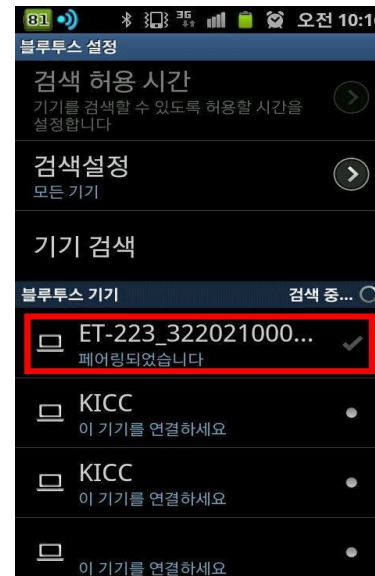 81 3G 오전 10:1
블루투스 설정
검색 허용 시간
기기를 검색할 수 있도록 허용할 시간을
설정합니다
검색설정
모든 기기
기기 검색
블루투스 기기 검색 중...
ET-223_322021000...
페어링되었습니다
KICC
이 기기를 연결하세요
KICC
이 기기를 연결하세요
이 기기를 연결하세요